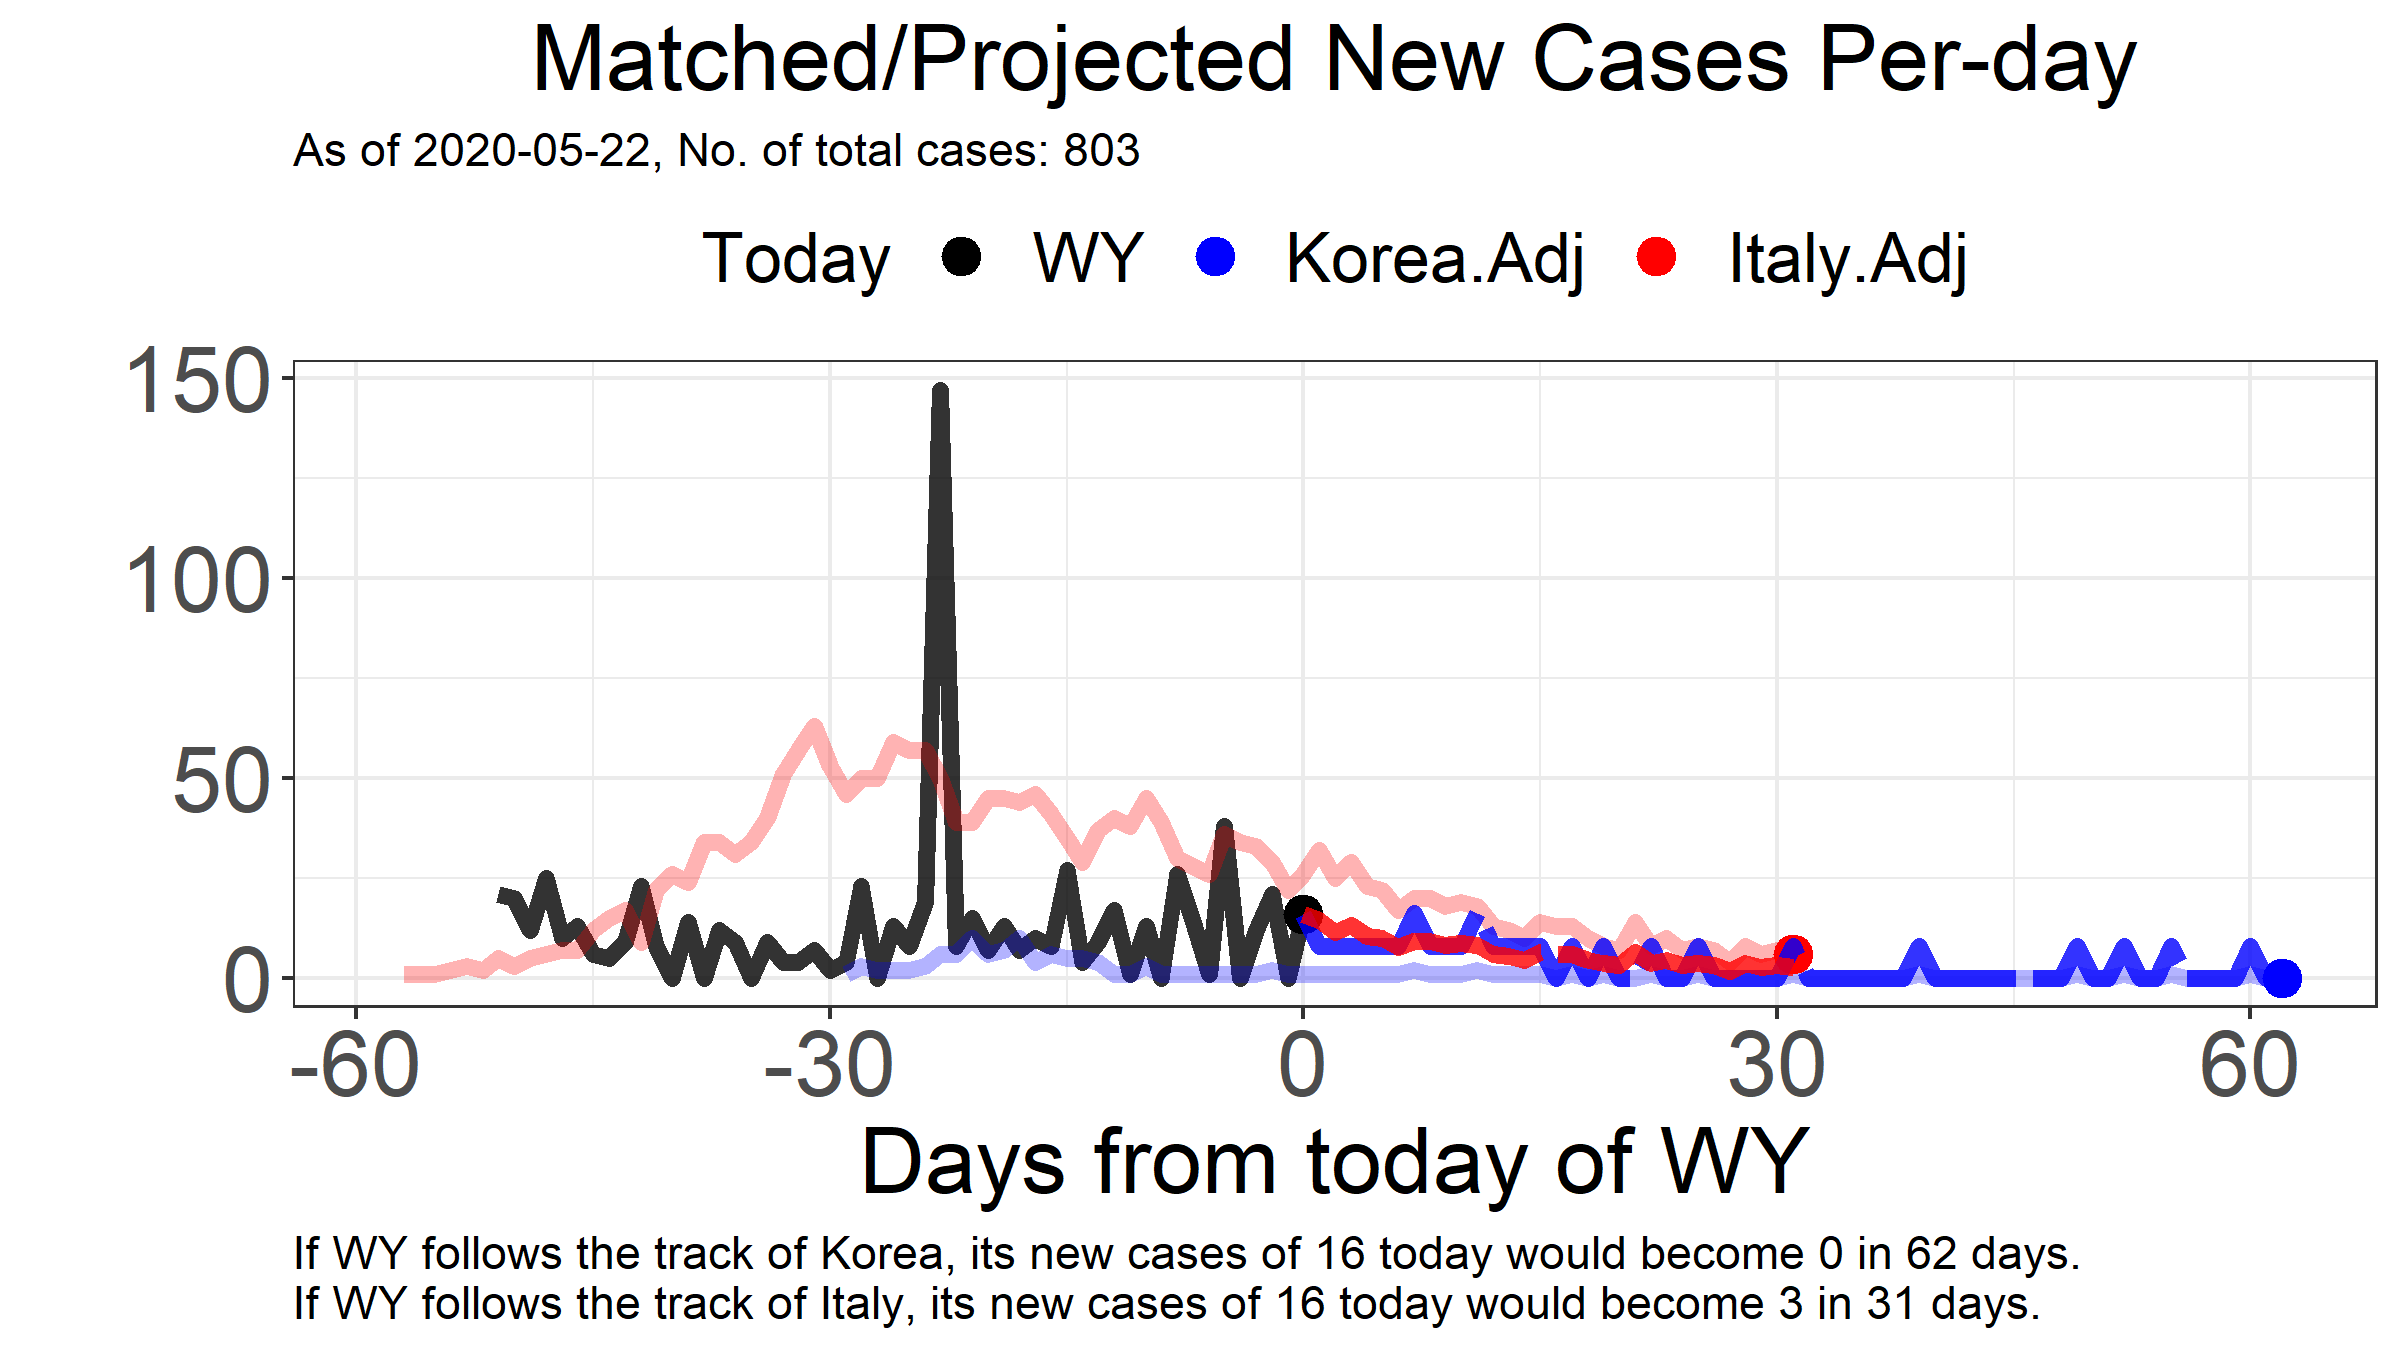 Matched/Projected New Cases Per-day
As of 2020-05-22, No. of total cases: 803
Today WY Korea.Adj Italy.Adj
150
100
50
0
-60 -30 0 30 60
Days from today of WY
If WY follows the track of Korea, its new cases of 16 today would become 0 in 62 days.
If WY follows the track of Italy, its new cases of 16 today would become 3 in 31 days.